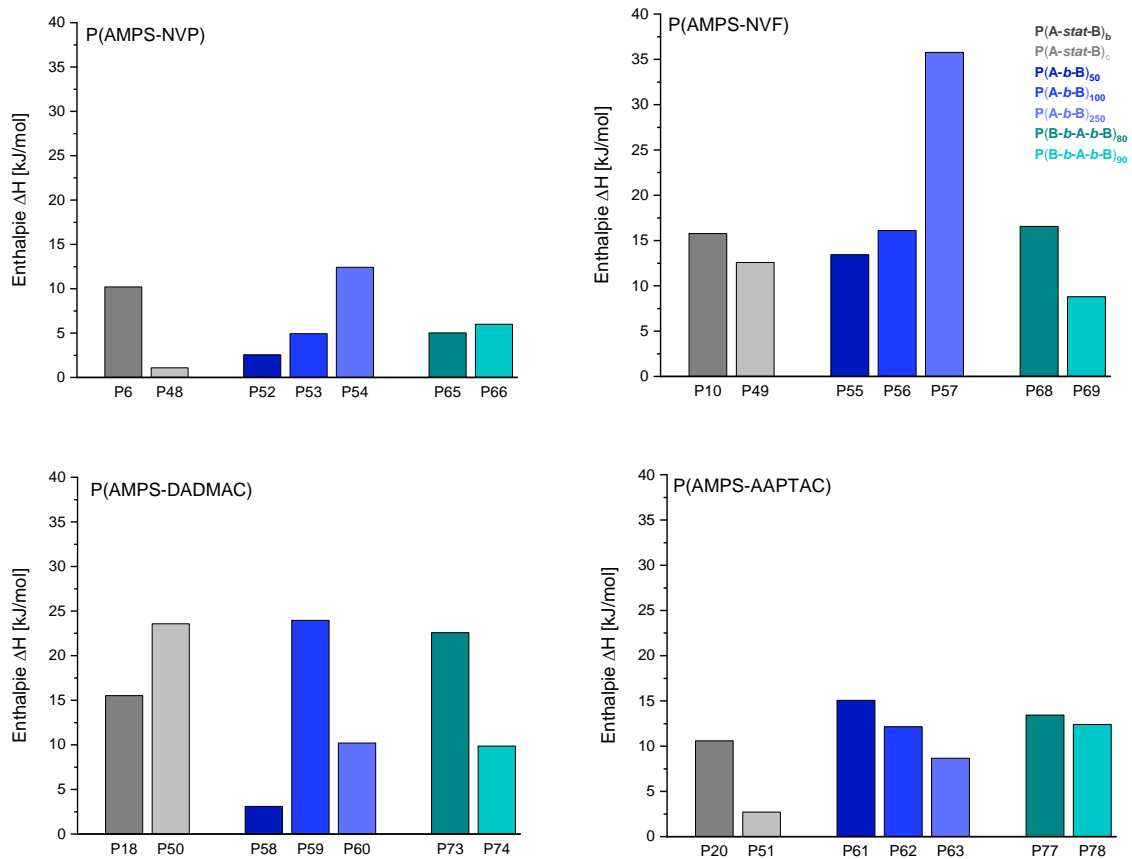 P(AMPS-NVP)
Enthalpie ΔH [kJ/mol]
40
35
30
25
20
15
10
5
0
P6 P48 P52 P53 P54 P65 P66
P(AMPS-NVF)
Enthalpie ΔH [kJ/mol]
40
35
30
25
20
15
10
5
0
P10 P49 P55 P56 P57 P68 P69
P(A-stat-B)b
P(A-stat-B)c
P(A-b-B)50
P(A-b-B)100
P(A-b-B)250
P(B-b-A-b-B)80
P(B-b-A-b-B)90
P(AMPS-DADMAC)
Enthalpie ΔH [kJ/mol]
40
35
30
25
20
15
10
5
0
P18 P50 P58 P59 P60 P73 P74
P(AMPS-AAPTAC)
Enthalpie ΔH [kJ/mol]
40
35
30
25
20
15
10
5
0
P20 P51 P61 P62 P63 P77 P78